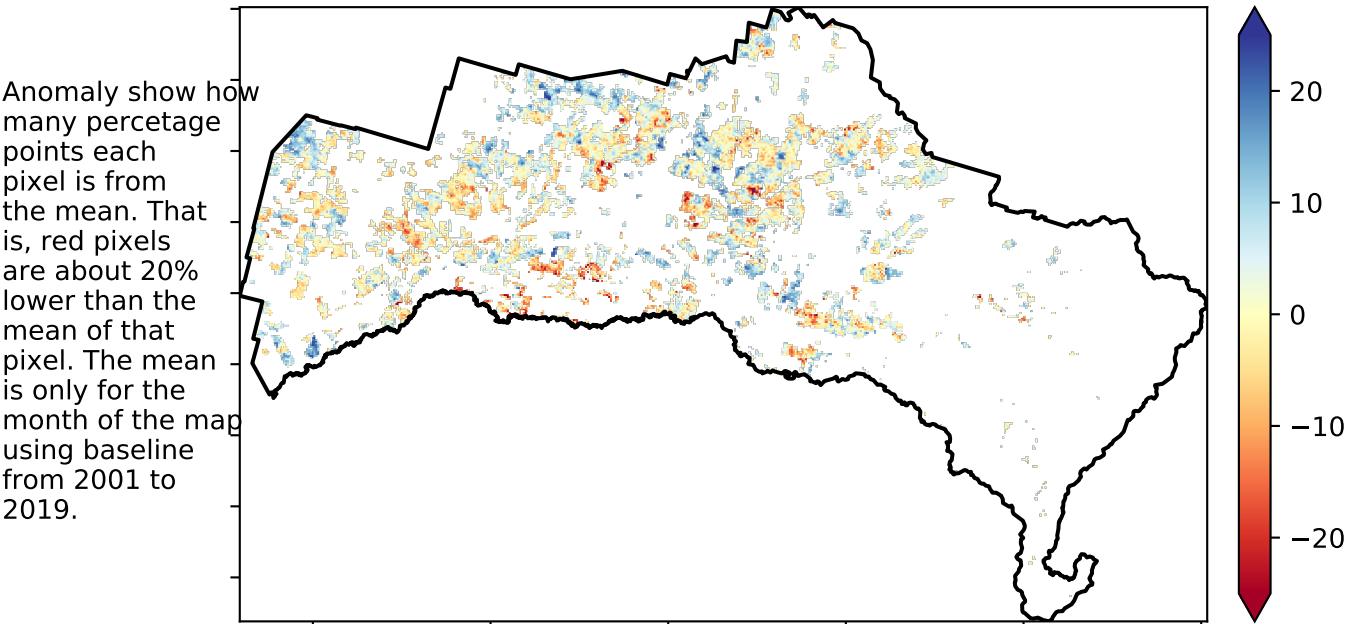 Anomaly show how
many percetage
points each
pixel is from
the mean. That
is, red pixels
are about 20%
lower than the
mean of that
pixel. The mean
is only for the
month of the map
using baseline
from 2001 to
2019.
20
10
0
−10
−20